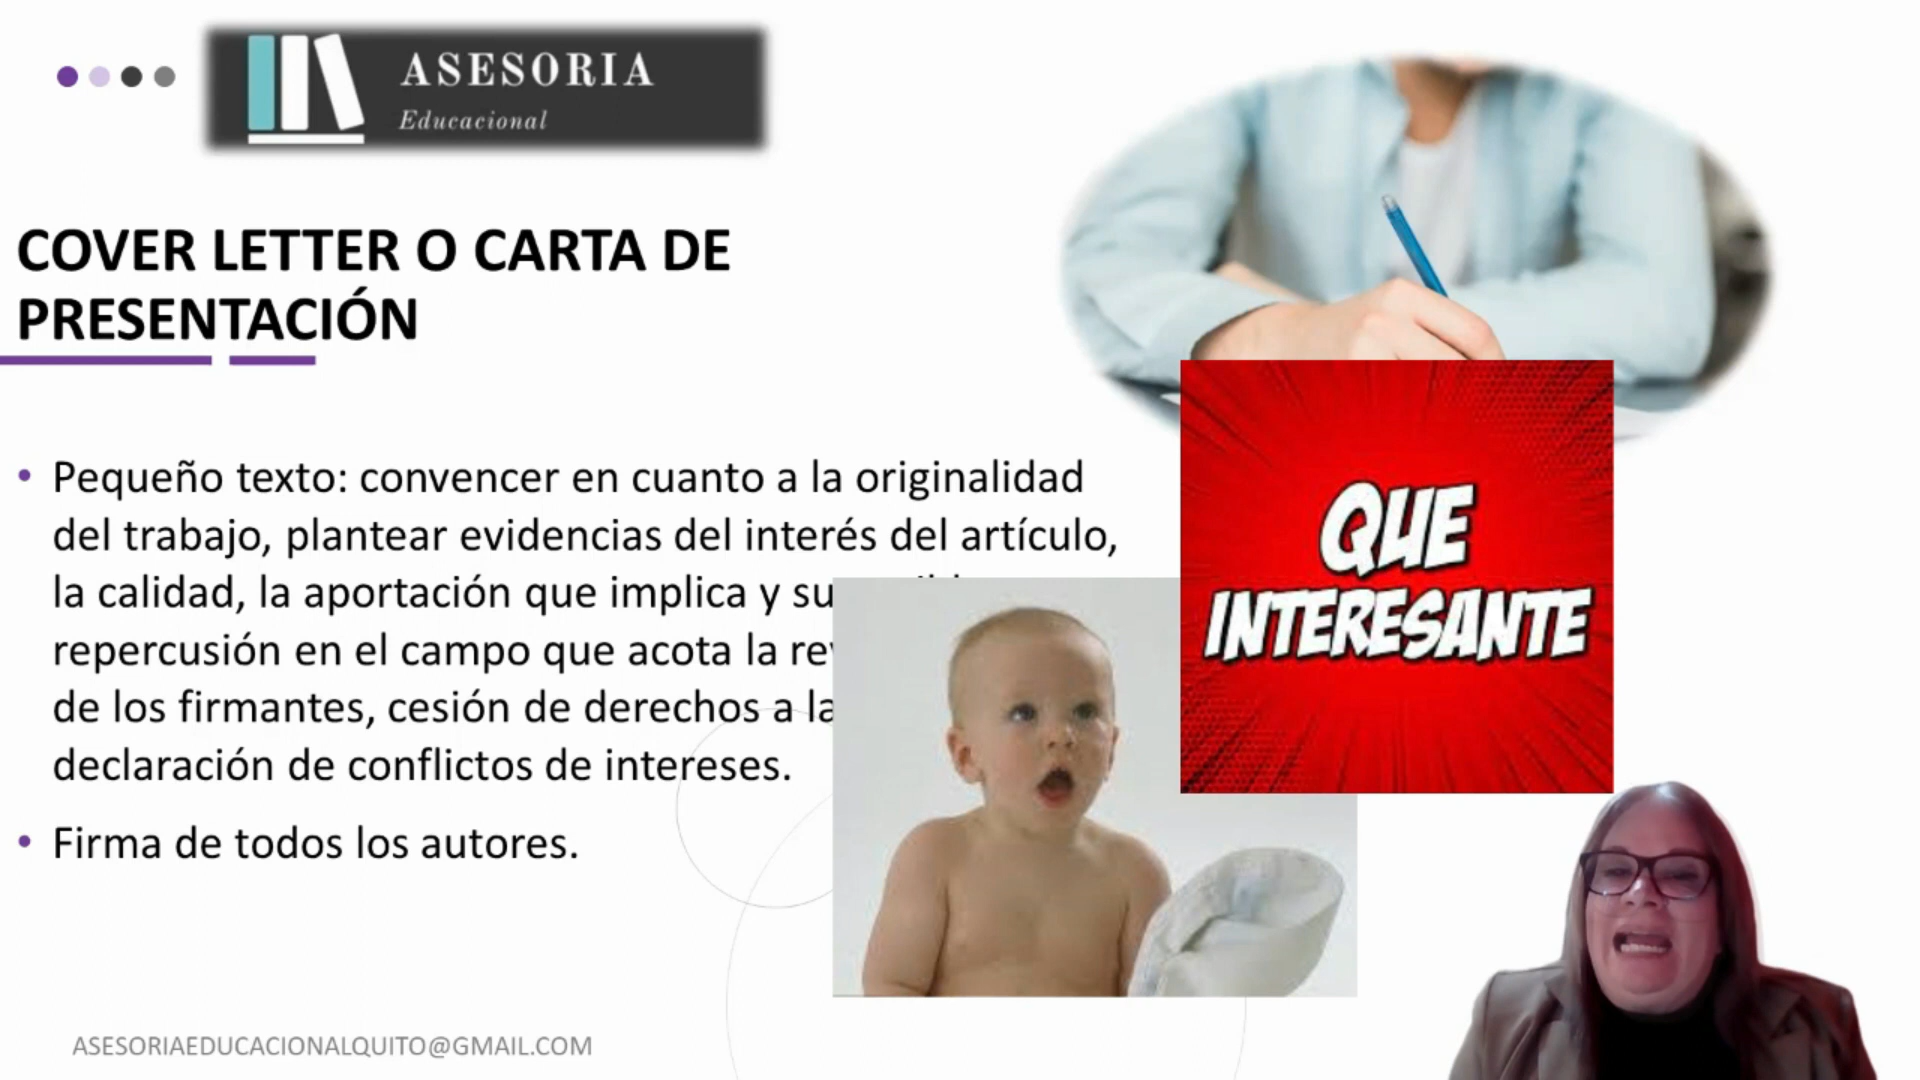 ASESORIA
Educacional
COVER LETTER O CARTA DE
PRESENTACIÓN
• Pequeño texto: convencer en cuanto a la originalidad
del trabajo, plantear evidencias del interés del artículo,
la calidad, la aportación que implica y su
repercusión en el campo que acota la
de los firmantes, cesión de derechos a la
declaración de conflictos de intereses.
• Firma de todos los autores.
QUE
INTERESANTE
ASESORIAEDUCACIONALQUITO@GMAIL.COM